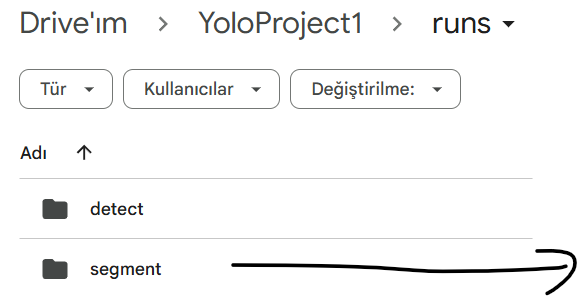 Drive'ım > YoloProject1 > runs
Tür Kullanıcılar Değiştirilme:
Adı
detect
segment